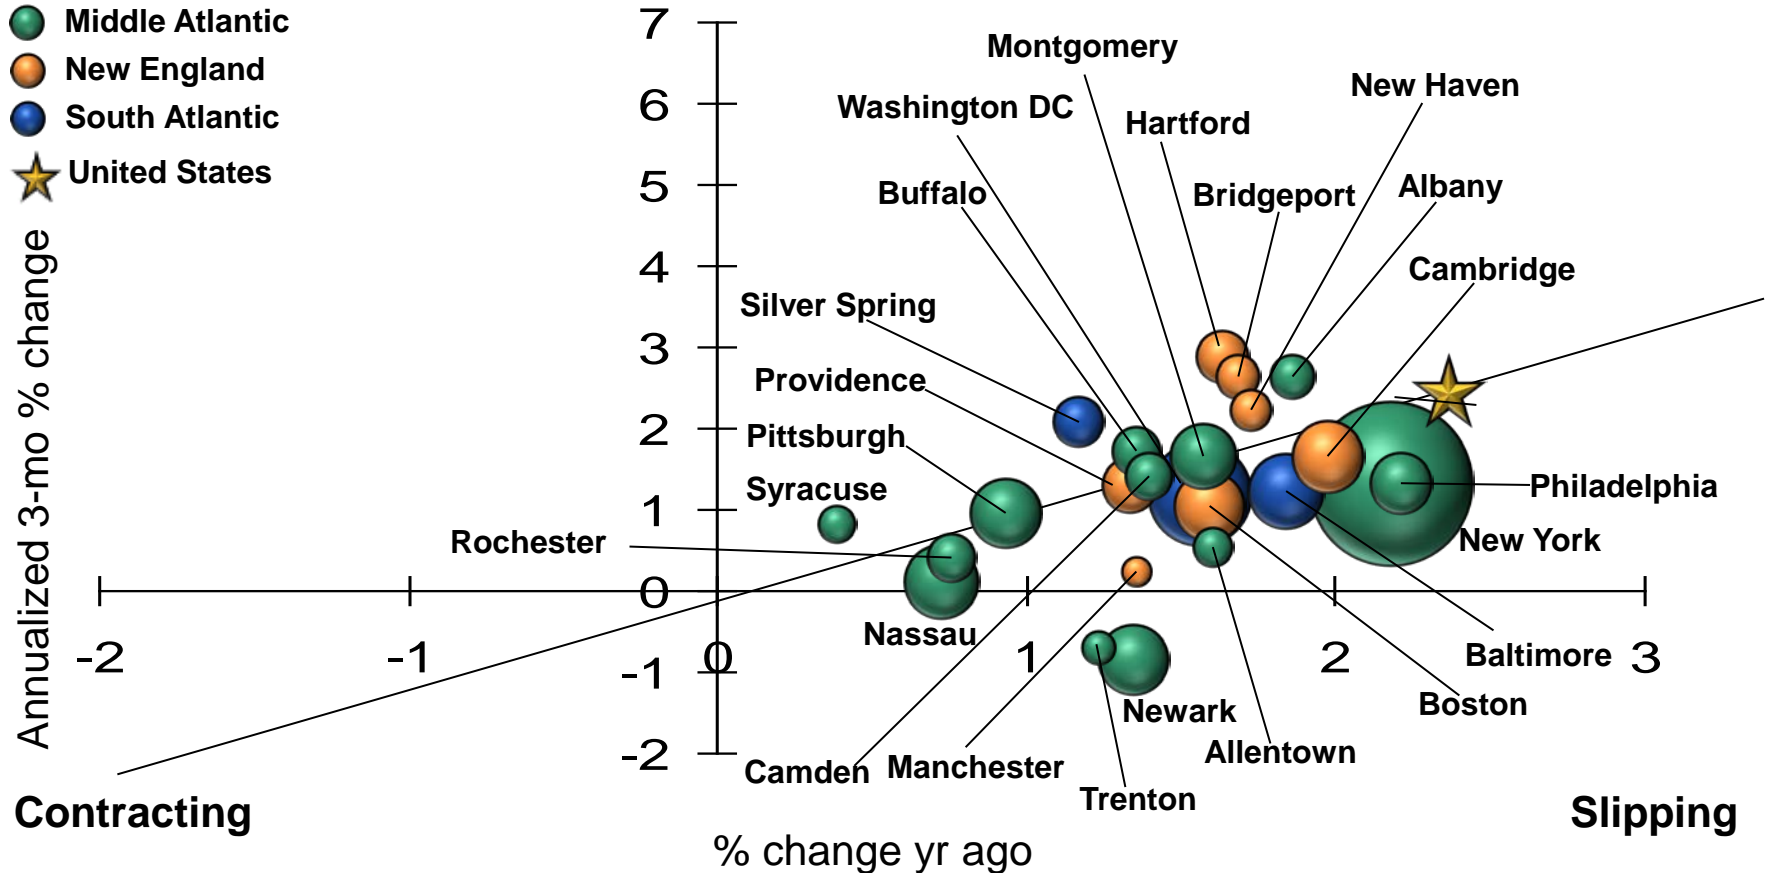 Middle Atlantic
New England
South Atlantic
United States
Annualized 3-mo % change
7
6
5
4
3
2
1
0
-1
-2
-2
-1
0
1
2
3
Montgomery
Washington DC
New Haven
Hartford
Buffalo
Bridgeport
Albany
Cambridge
Silver Spring
Providence
Pittsburgh
Syracuse
Philadelphia
Rochester
New York
Nassau
Baltimore
Boston
Newark
Allentown
Camden
Manchester
Trenton
Contracting
Slipping
% change yr ago